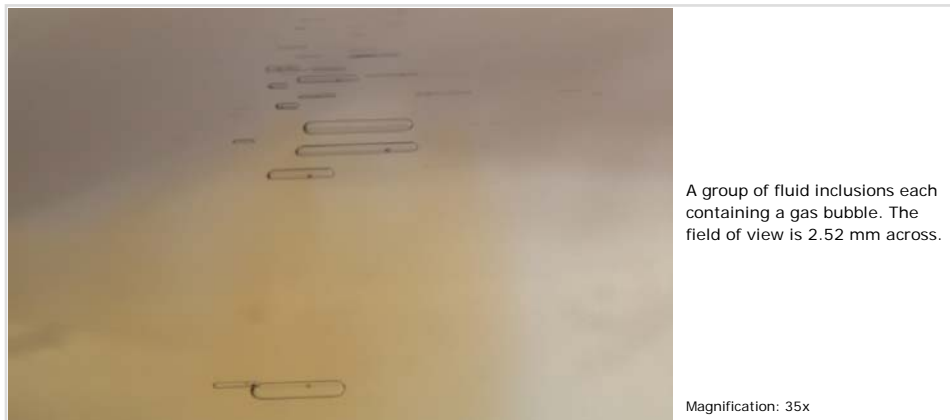 A group of fluid inclusions each
containing a gas bubble. The
field of view is 2.52 mm across.
Magnification: 35x